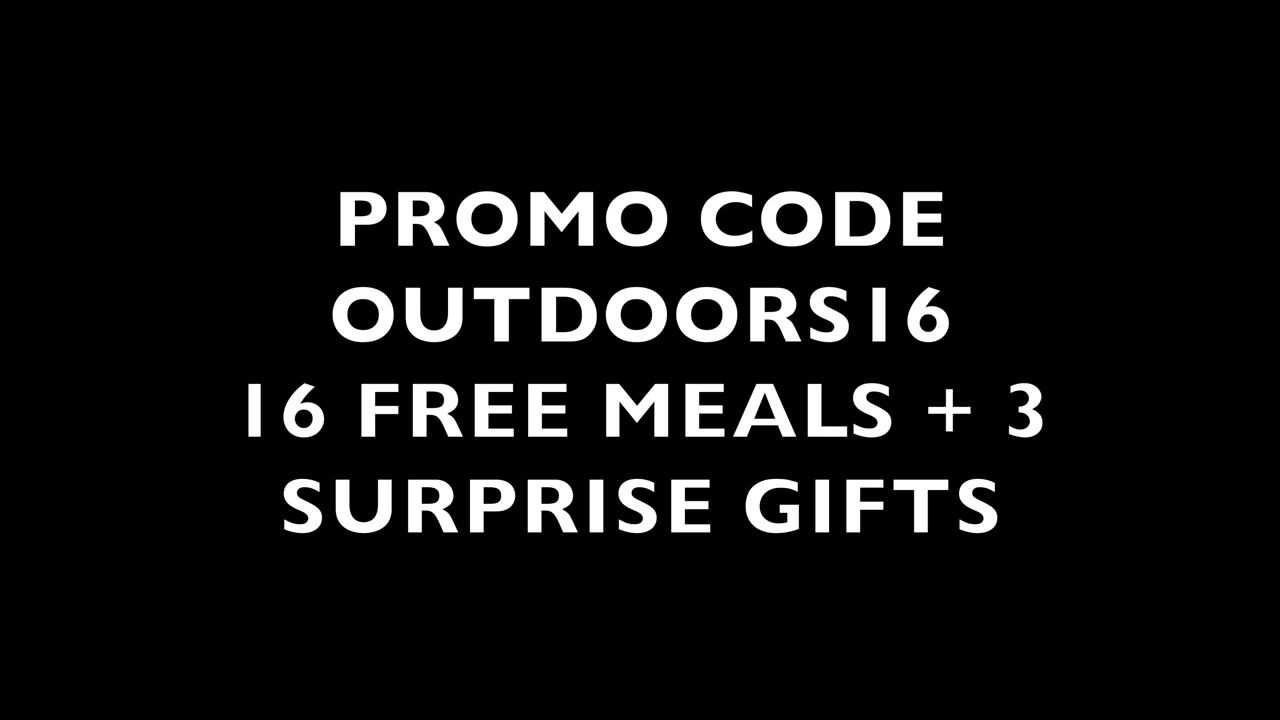 PROMO CODE
OUTDOORS16
16 FREE MEALS + 3
SURPRISE GIFTS